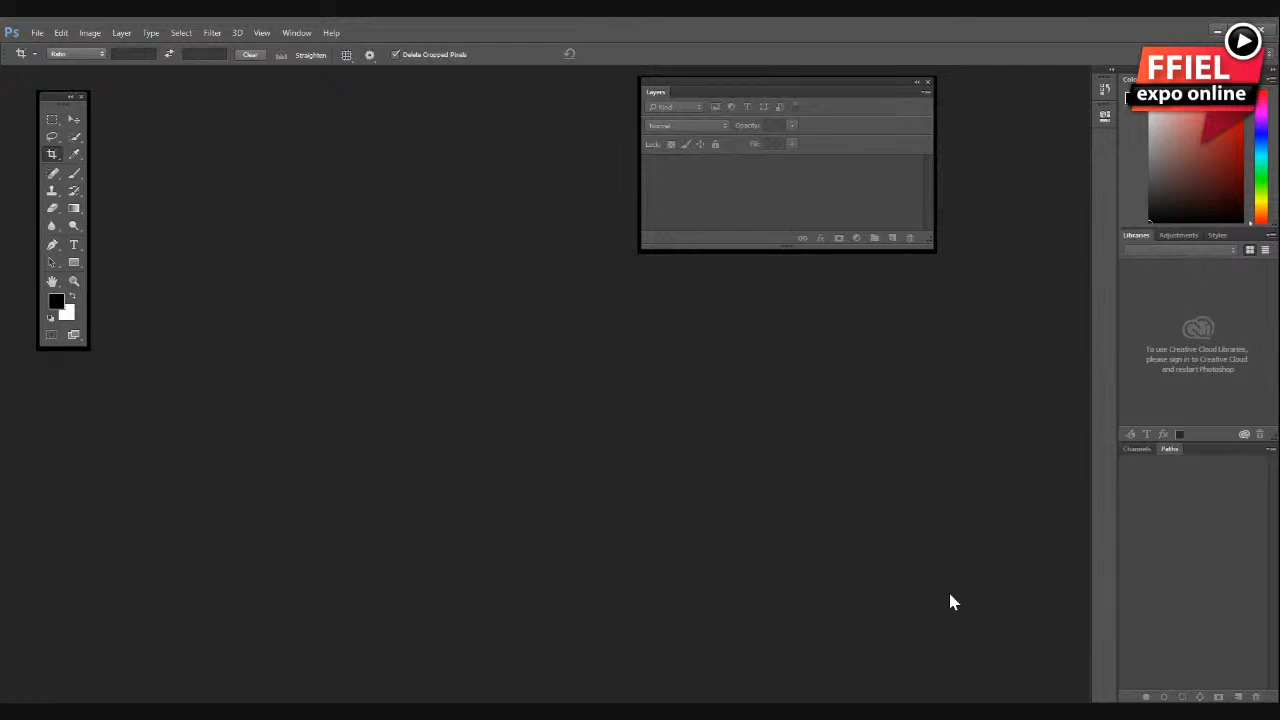 Ps File Edit Image Layer Type Select Filter 3D View Window Help
Ratio Clear Straighten Delete Cropped Pixels
FFIEL
expo online
Layers
Kind
Normal Opacity:
Lock: Fill:
Libraries Adjustments Styles
To use Creative Cloud Libraries,
please sign in to Creative Cloud
and restart Photoshop
Channels Paths